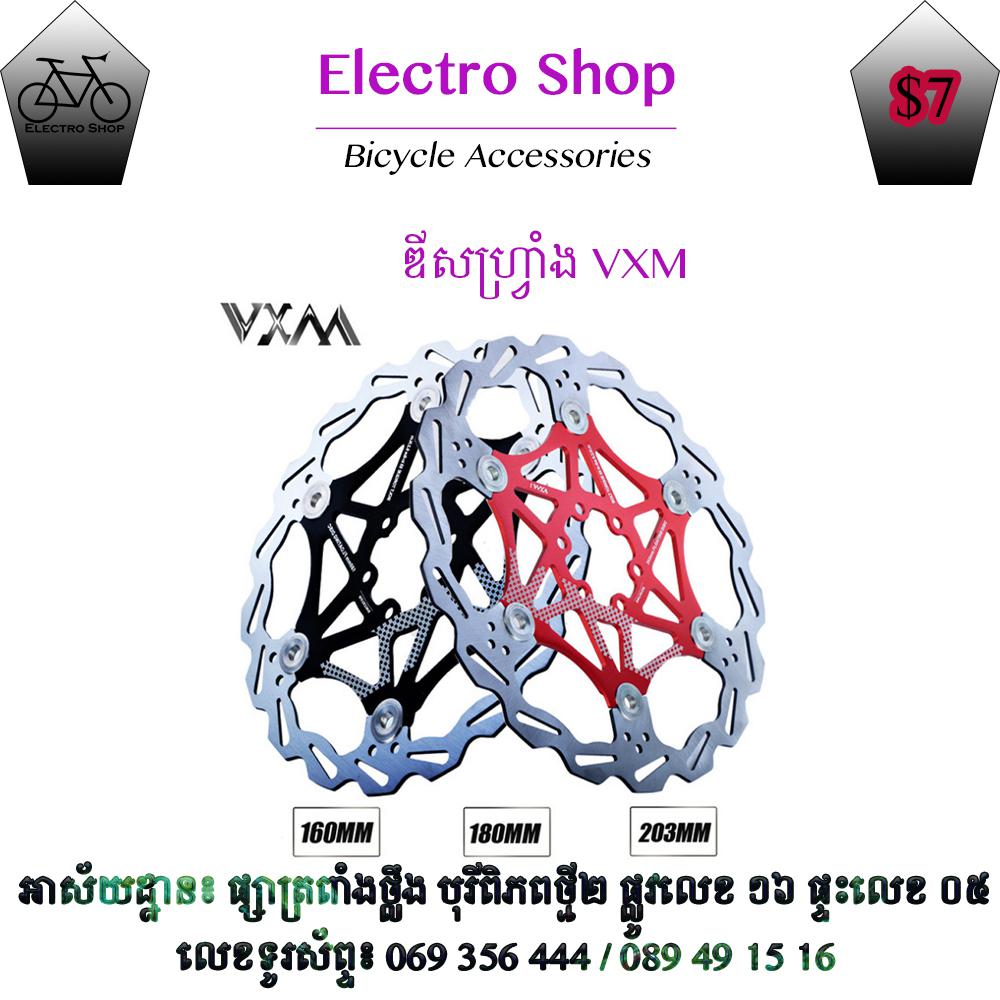 Electro Shop
$7
Electro Shop
Bicycle Accessories
ឌីសហ្វ្រាំង VXM
VXM
VXM
160MM
180MM
203MM
អាស័យដ្ឋាន៖ ផ្សាត្រពាំងថ្លឹង បុរីពិភពថ្មី២ ផ្លូវលេខ ១៦ ផ្ទះលេខ ០៥
លេខទូរស័ព្ទ៖ 069 356 444 / 089 49 15 16